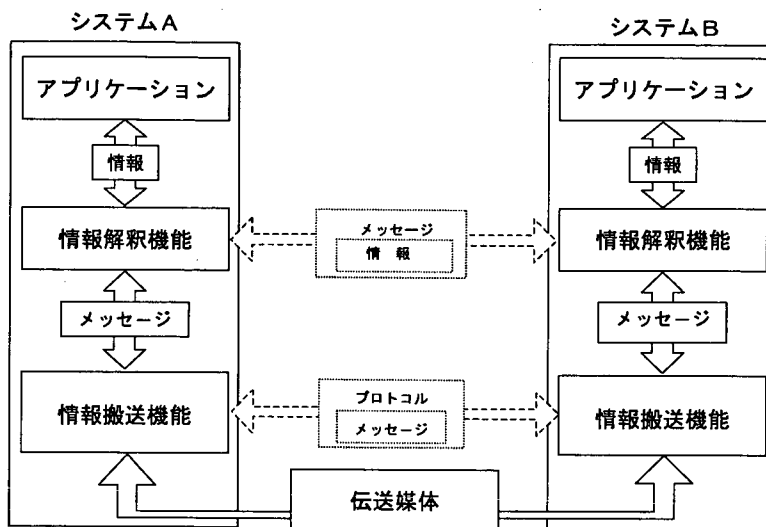 システムA
システムB
アプリケーション
アプリケーション
情報
情報
メッセージ
情 報
情報解釈機能
情報解釈機能
メッセージ
メッセージ
プロトコル
メッセージ
情報搬送機能
情報搬送機能
伝送媒体